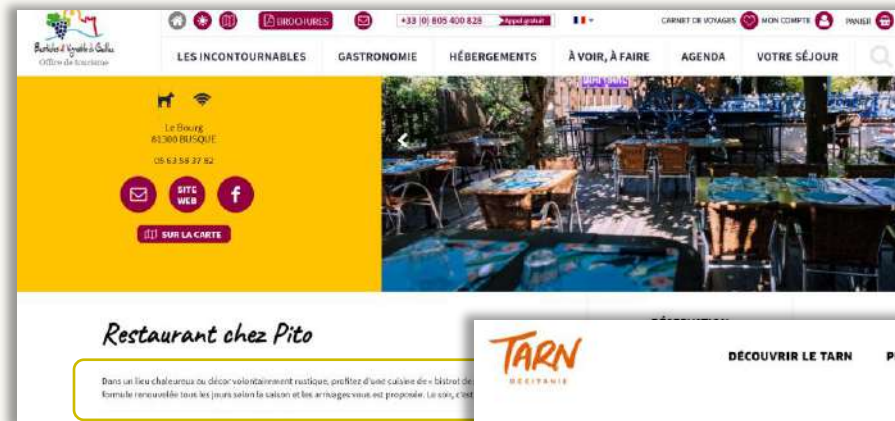 BROCHURES
+33 (0) 805 400 828
Appel gratuit
CARNET DE VOYAGES
MON COMPTE
PANIER
Bastides & Vignoble du Gaillac
Office de tourisme
LES INCONTOURNABLES
GASTRONOMIE
HÉBERGEMENTS
À VOIR, À FAIRE
AGENDA
VOTRE SÉJOUR
Le Bourg
81300 BUSQUE
05 63 58 37 82
SITE
WEB
f
SUR LA CARTE
Restaurant chez Pito
Dans un lieu chaleureux au décor volontairement rustique, profitez d'une cuisine de « bistrot de
formule renouvelée tous les jours selon la saison et les arrivages vous est proposée. Le soir, c'est
TARN
OCCITANIE
DÉCOUVRIR LE TARN